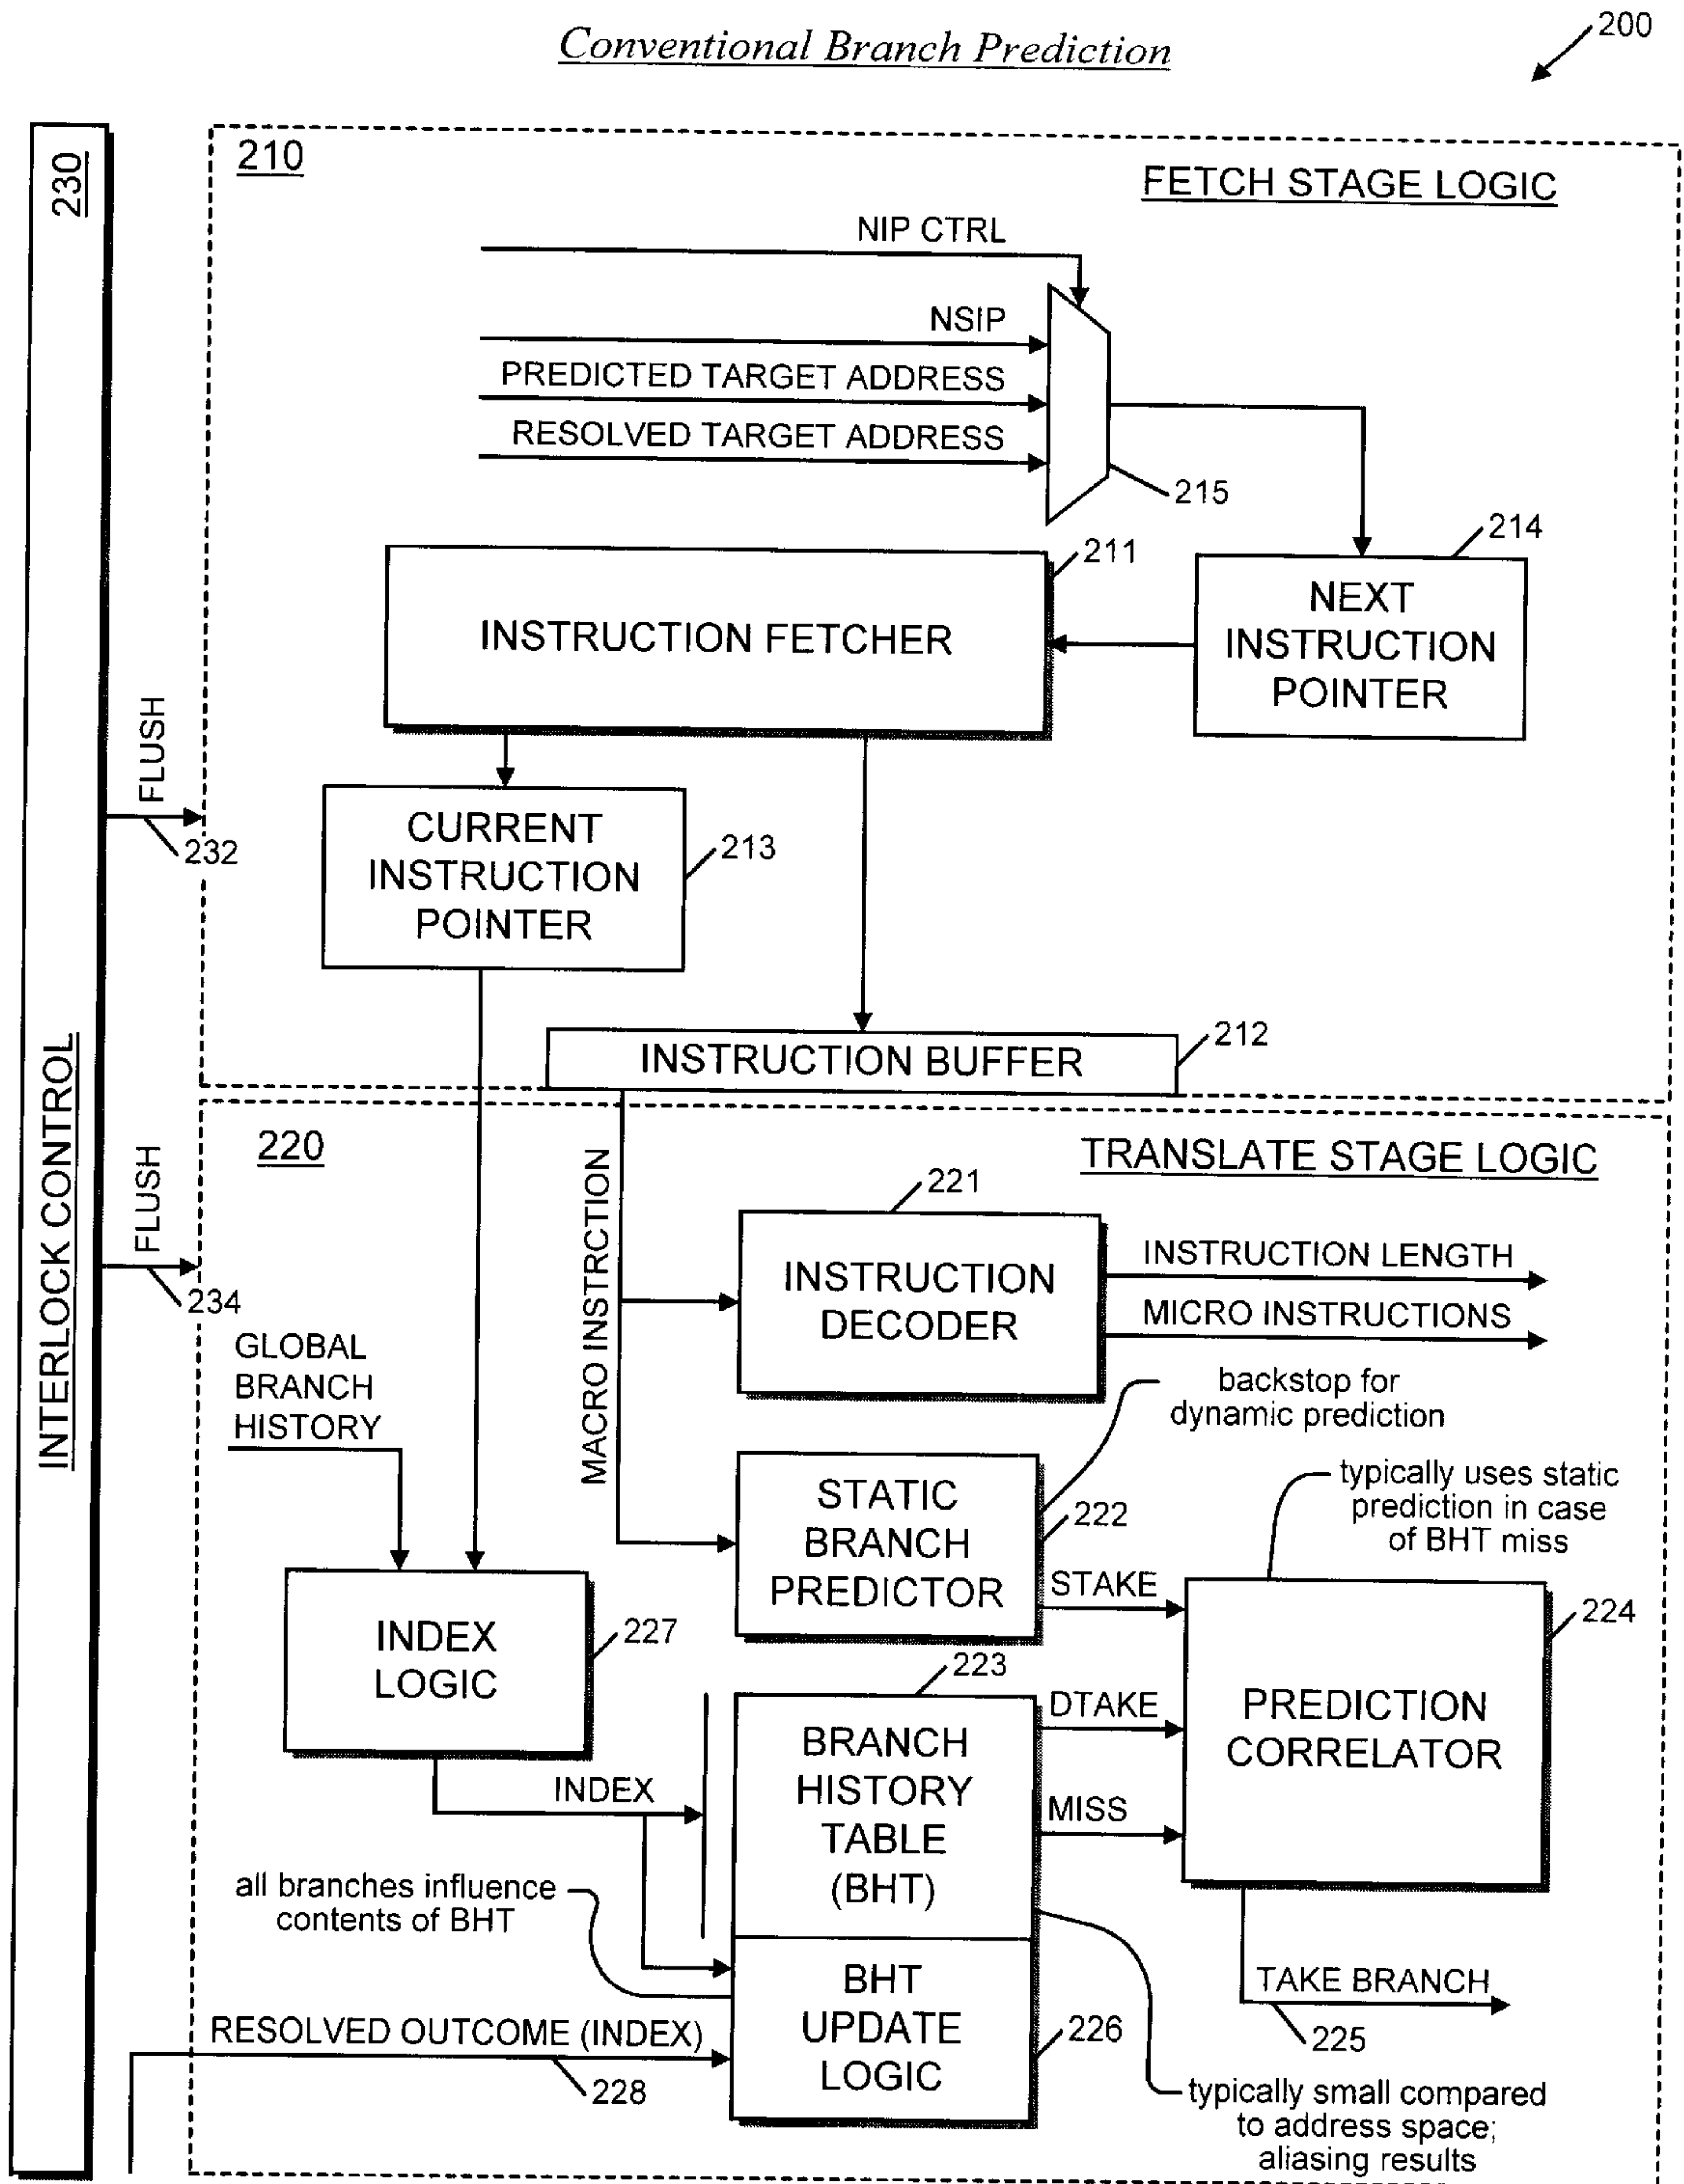 Conventional Branch Prediction
200
230
INTERLOCK CONTROL
210
FETCH STAGE LOGIC
NIP CTRL
NSIP
PREDICTED TARGET ADDRESS
RESOLVED TARGET ADDRESS
215
211
INSTRUCTION FETCHER
214
NEXT
INSTRUCTION
POINTER
FLUSH
232
CURRENT
INSTRUCTION
POINTER
213
INSTRUCTION BUFFER
212
220
TRANSLATE STAGE LOGIC
FLUSH
234
MACRO INSTRCTION
221
INSTRUCTION
DECODER
INSTRUCTION LENGTH
MICRO INSTRUCTIONS
GLOBAL
BRANCH
HISTORY
backstop for
dynamic prediction
STATIC
BRANCH
PREDICTOR
222
typically uses static
prediction in case
of BHT miss
STAKE
INDEX
LOGIC
227
223
BRANCH
HISTORY
TABLE
(BHT)
DTAKE
MISS
PREDICTION
CORRELATOR
224
INDEX
all branches influence
contents of BHT
BHT
UPDATE
LOGIC
226
TAKE BRANCH
225
RESOLVED OUTCOME (INDEX)
228
typically small compared
to address space;
aliasing results